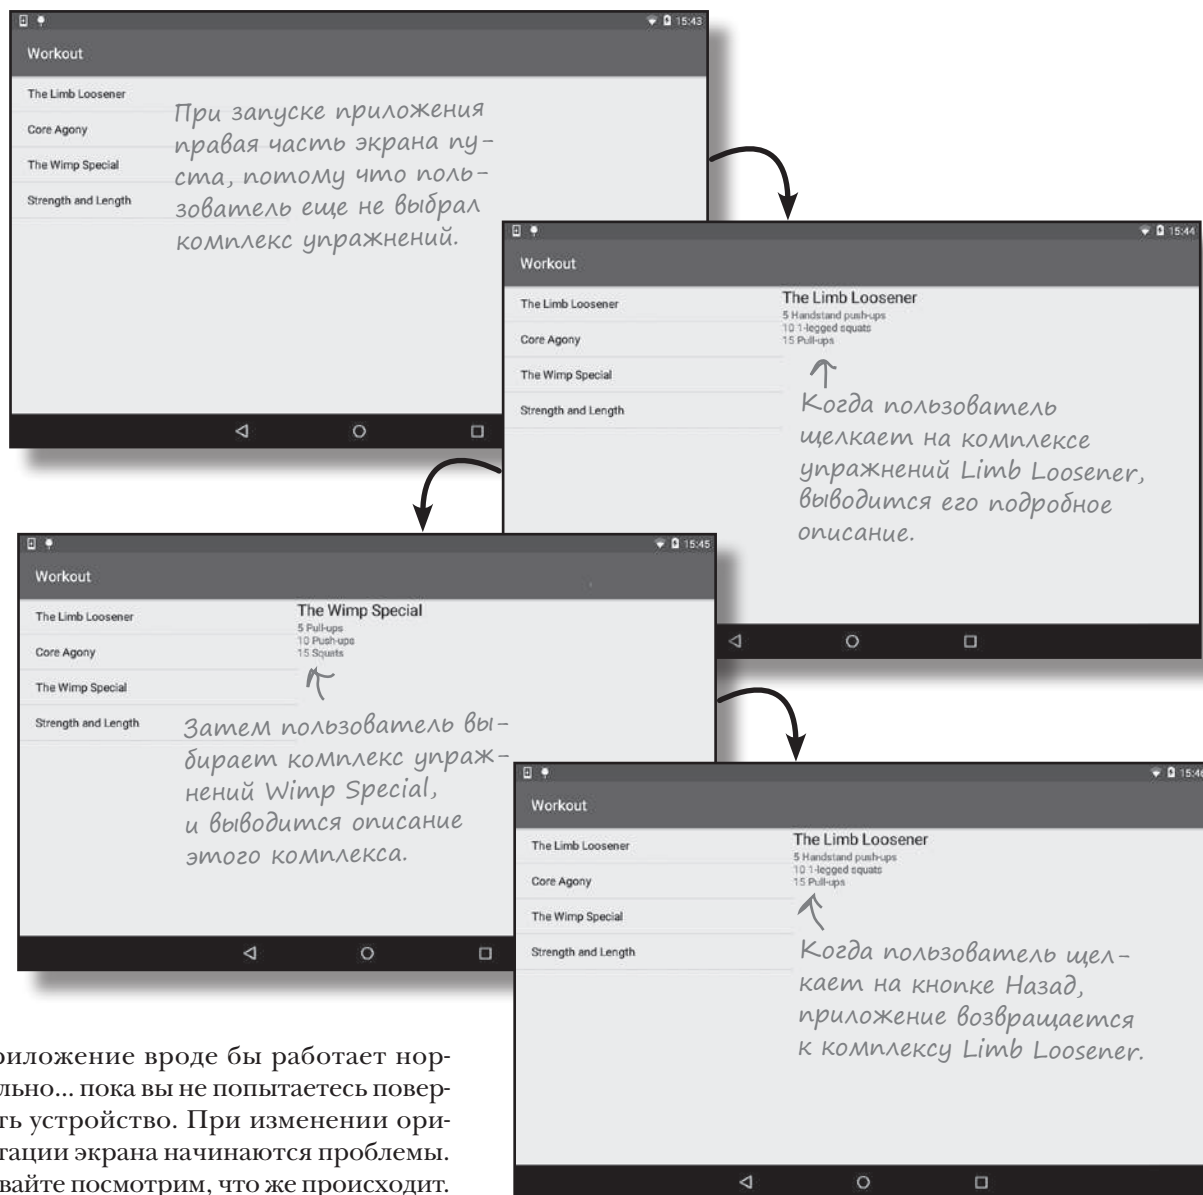 15:43
Workout
The Limb Loosener
Core Agony
The Wimp Special
Strength and Length
При запуске приложения
правая часть экрана пу-
ста, потому что поль-
зователь еще не выбрал
комплекс упражнений.
15:44
Workout
The Limb Loosener
Core Agony
The Wimp Special
Strength and Length
The Limb Loosener
5 Handstand push-ups
10 1-legged squats
15 Pull-ups
Когда пользователь
щелкает на комплексе
упражнений Limb Loosener,
выводится его подробное
описание.
15:45
Workout
The Limb Loosener
Core Agony
The Wimp Special
Strength and Length
The Wimp Special
5 Pull-ups
10 Push-ups
15 Squats
Затем пользователь вы-
бирает комплекс упраж-
нений Wimp Special,
и выводится описание
этого комплекса.
15:46
Workout
The Limb Loosener
Core Agony
The Wimp Special
Strength and Length
The Limb Loosener
5 Handstand push-ups
10 1-legged squats
15 Pull-ups
Когда пользователь щел-
кает на кнопке Назад,
приложение возвращается
к комплексу Limb Loosener.
риложение вроде бы работает нор-
льно... пока вы не попытаетесь повер-
ть устройство. При изменении ори-
тации экрана начинаются проблемы.
вайте посмотрим, что же происходит.